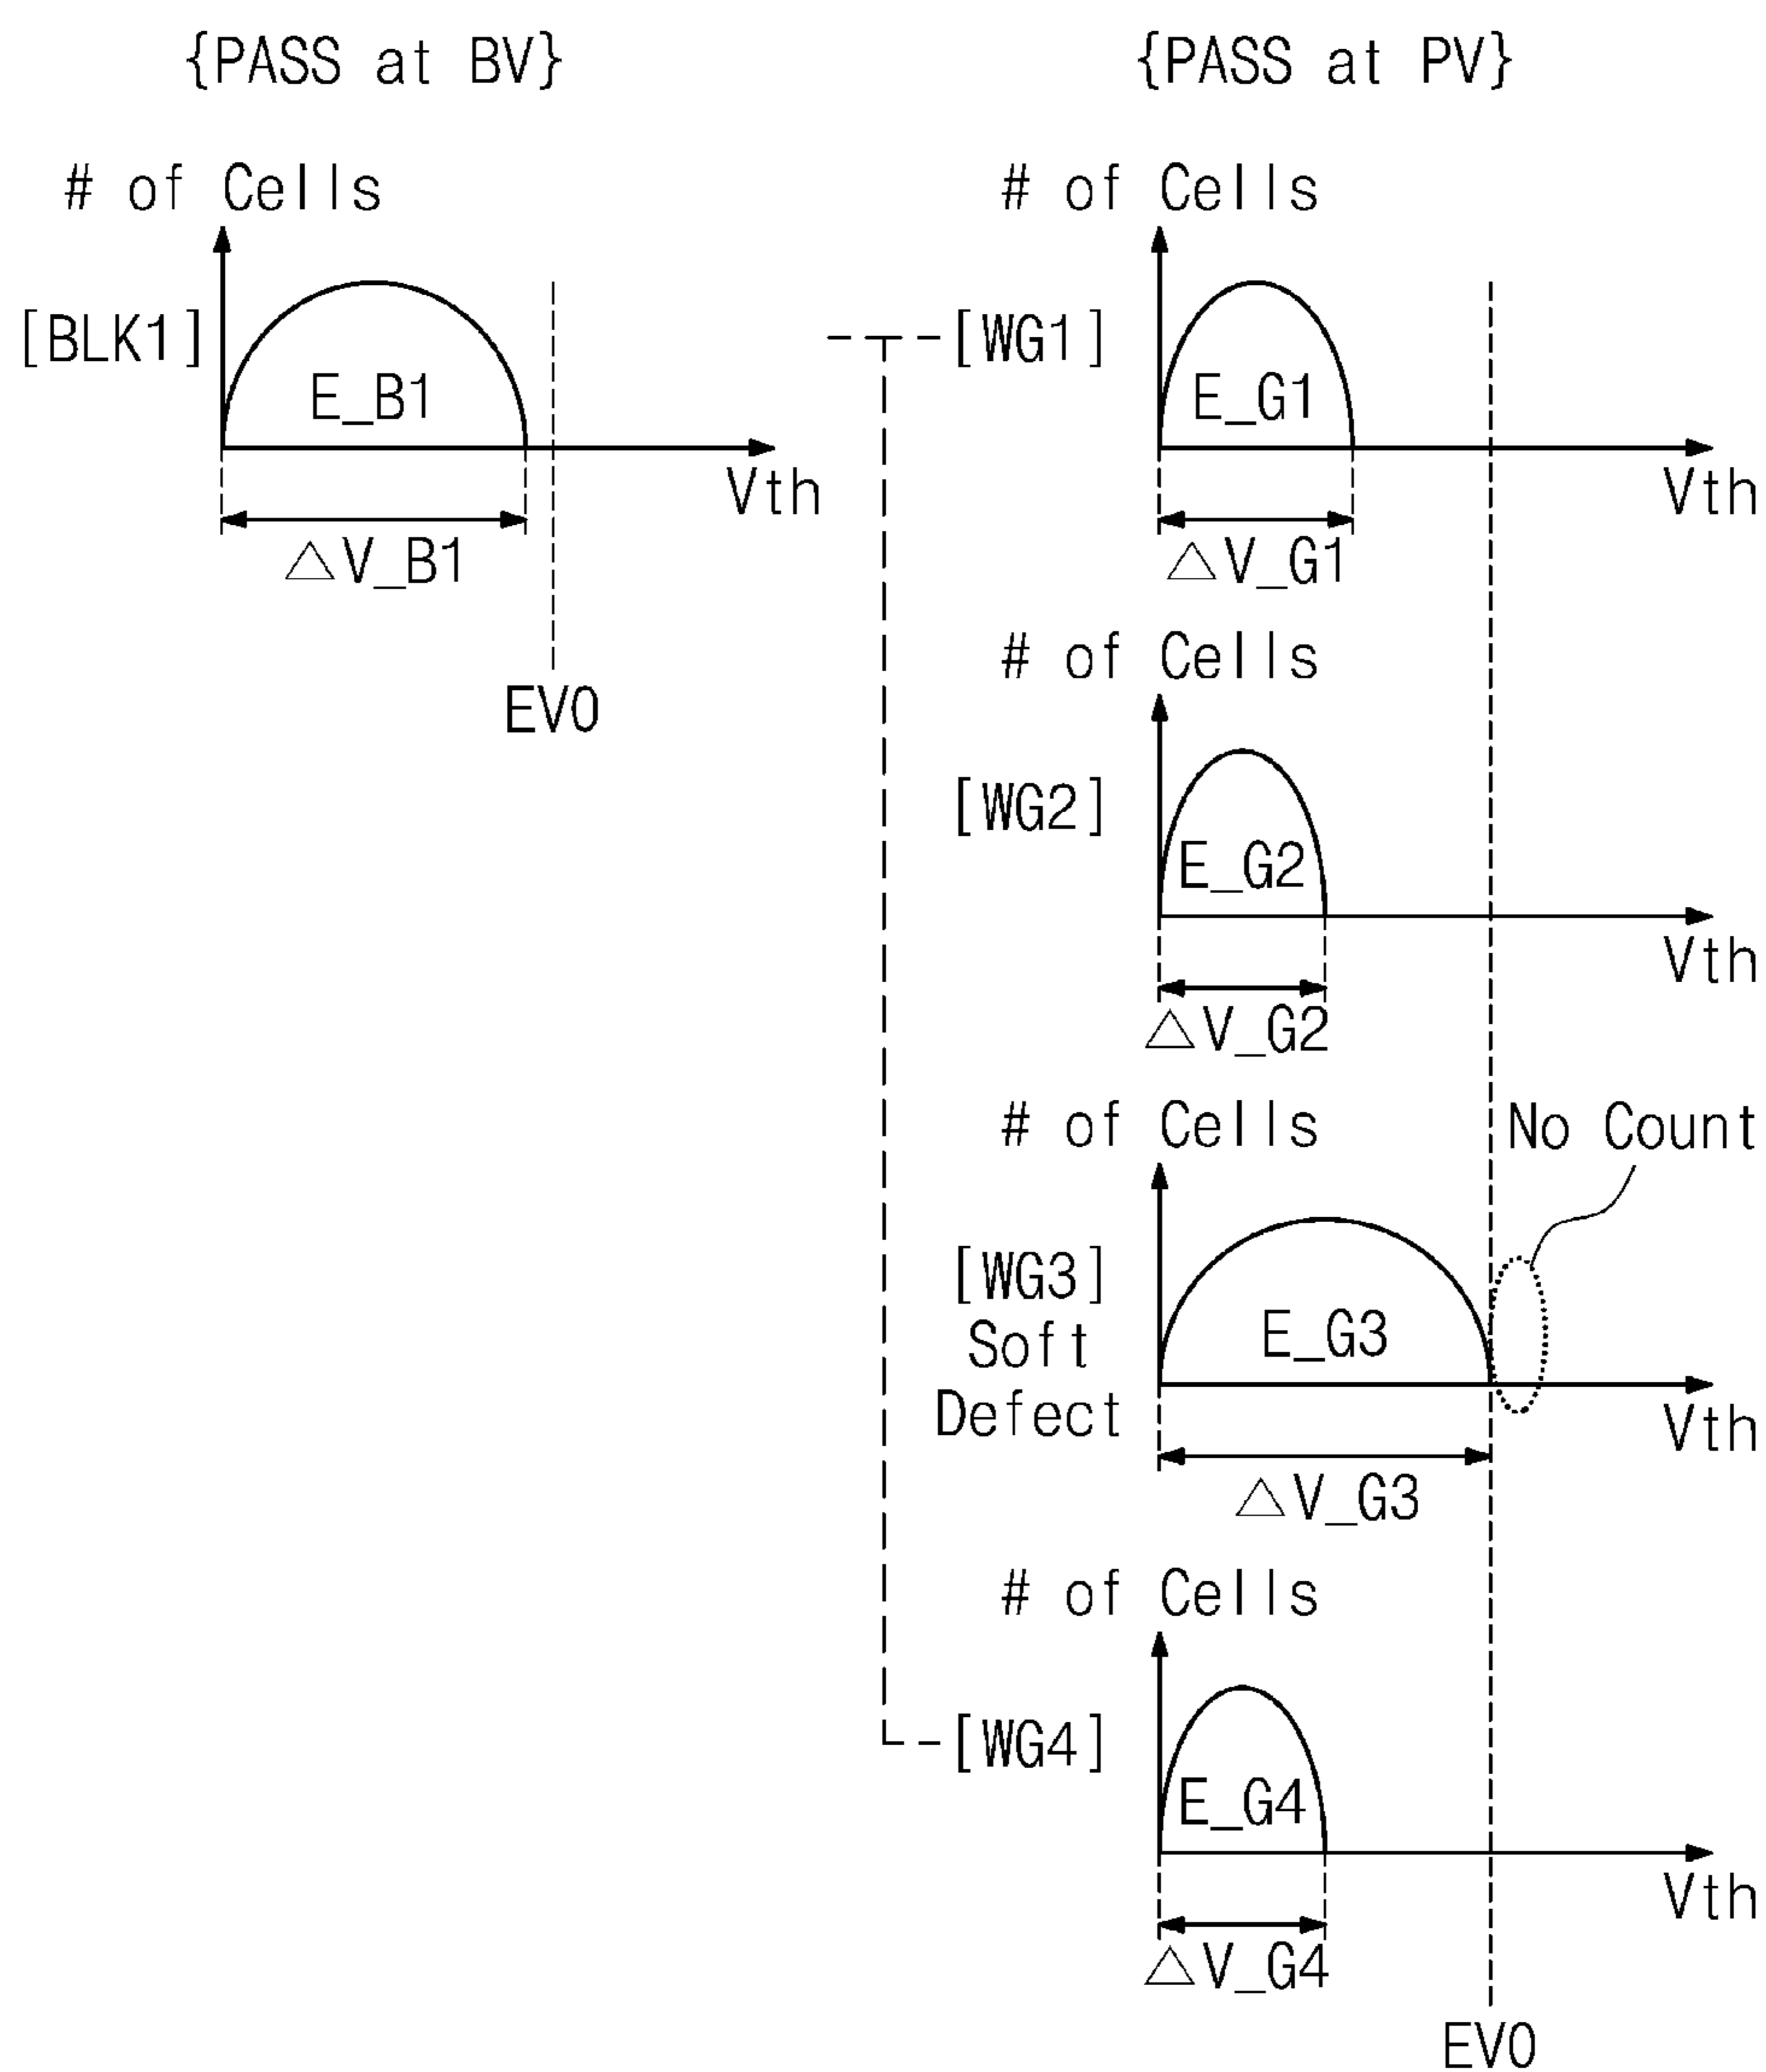 {PASS at BV}
# of Cells
[BLK1]
E_B1
Vth
△V_B1
EV0
{PASS at PV}
# of Cells
[WG1]
E_G1
Vth
△V_G1
# of Cells
[WG2]
E_G2
Vth
△V_G2
# of Cells
No Count
[WG3]
Soft
Defect
E_G3
Vth
△V_G3
# of Cells
[WG4]
E_G4
Vth
△V_G4
EV0